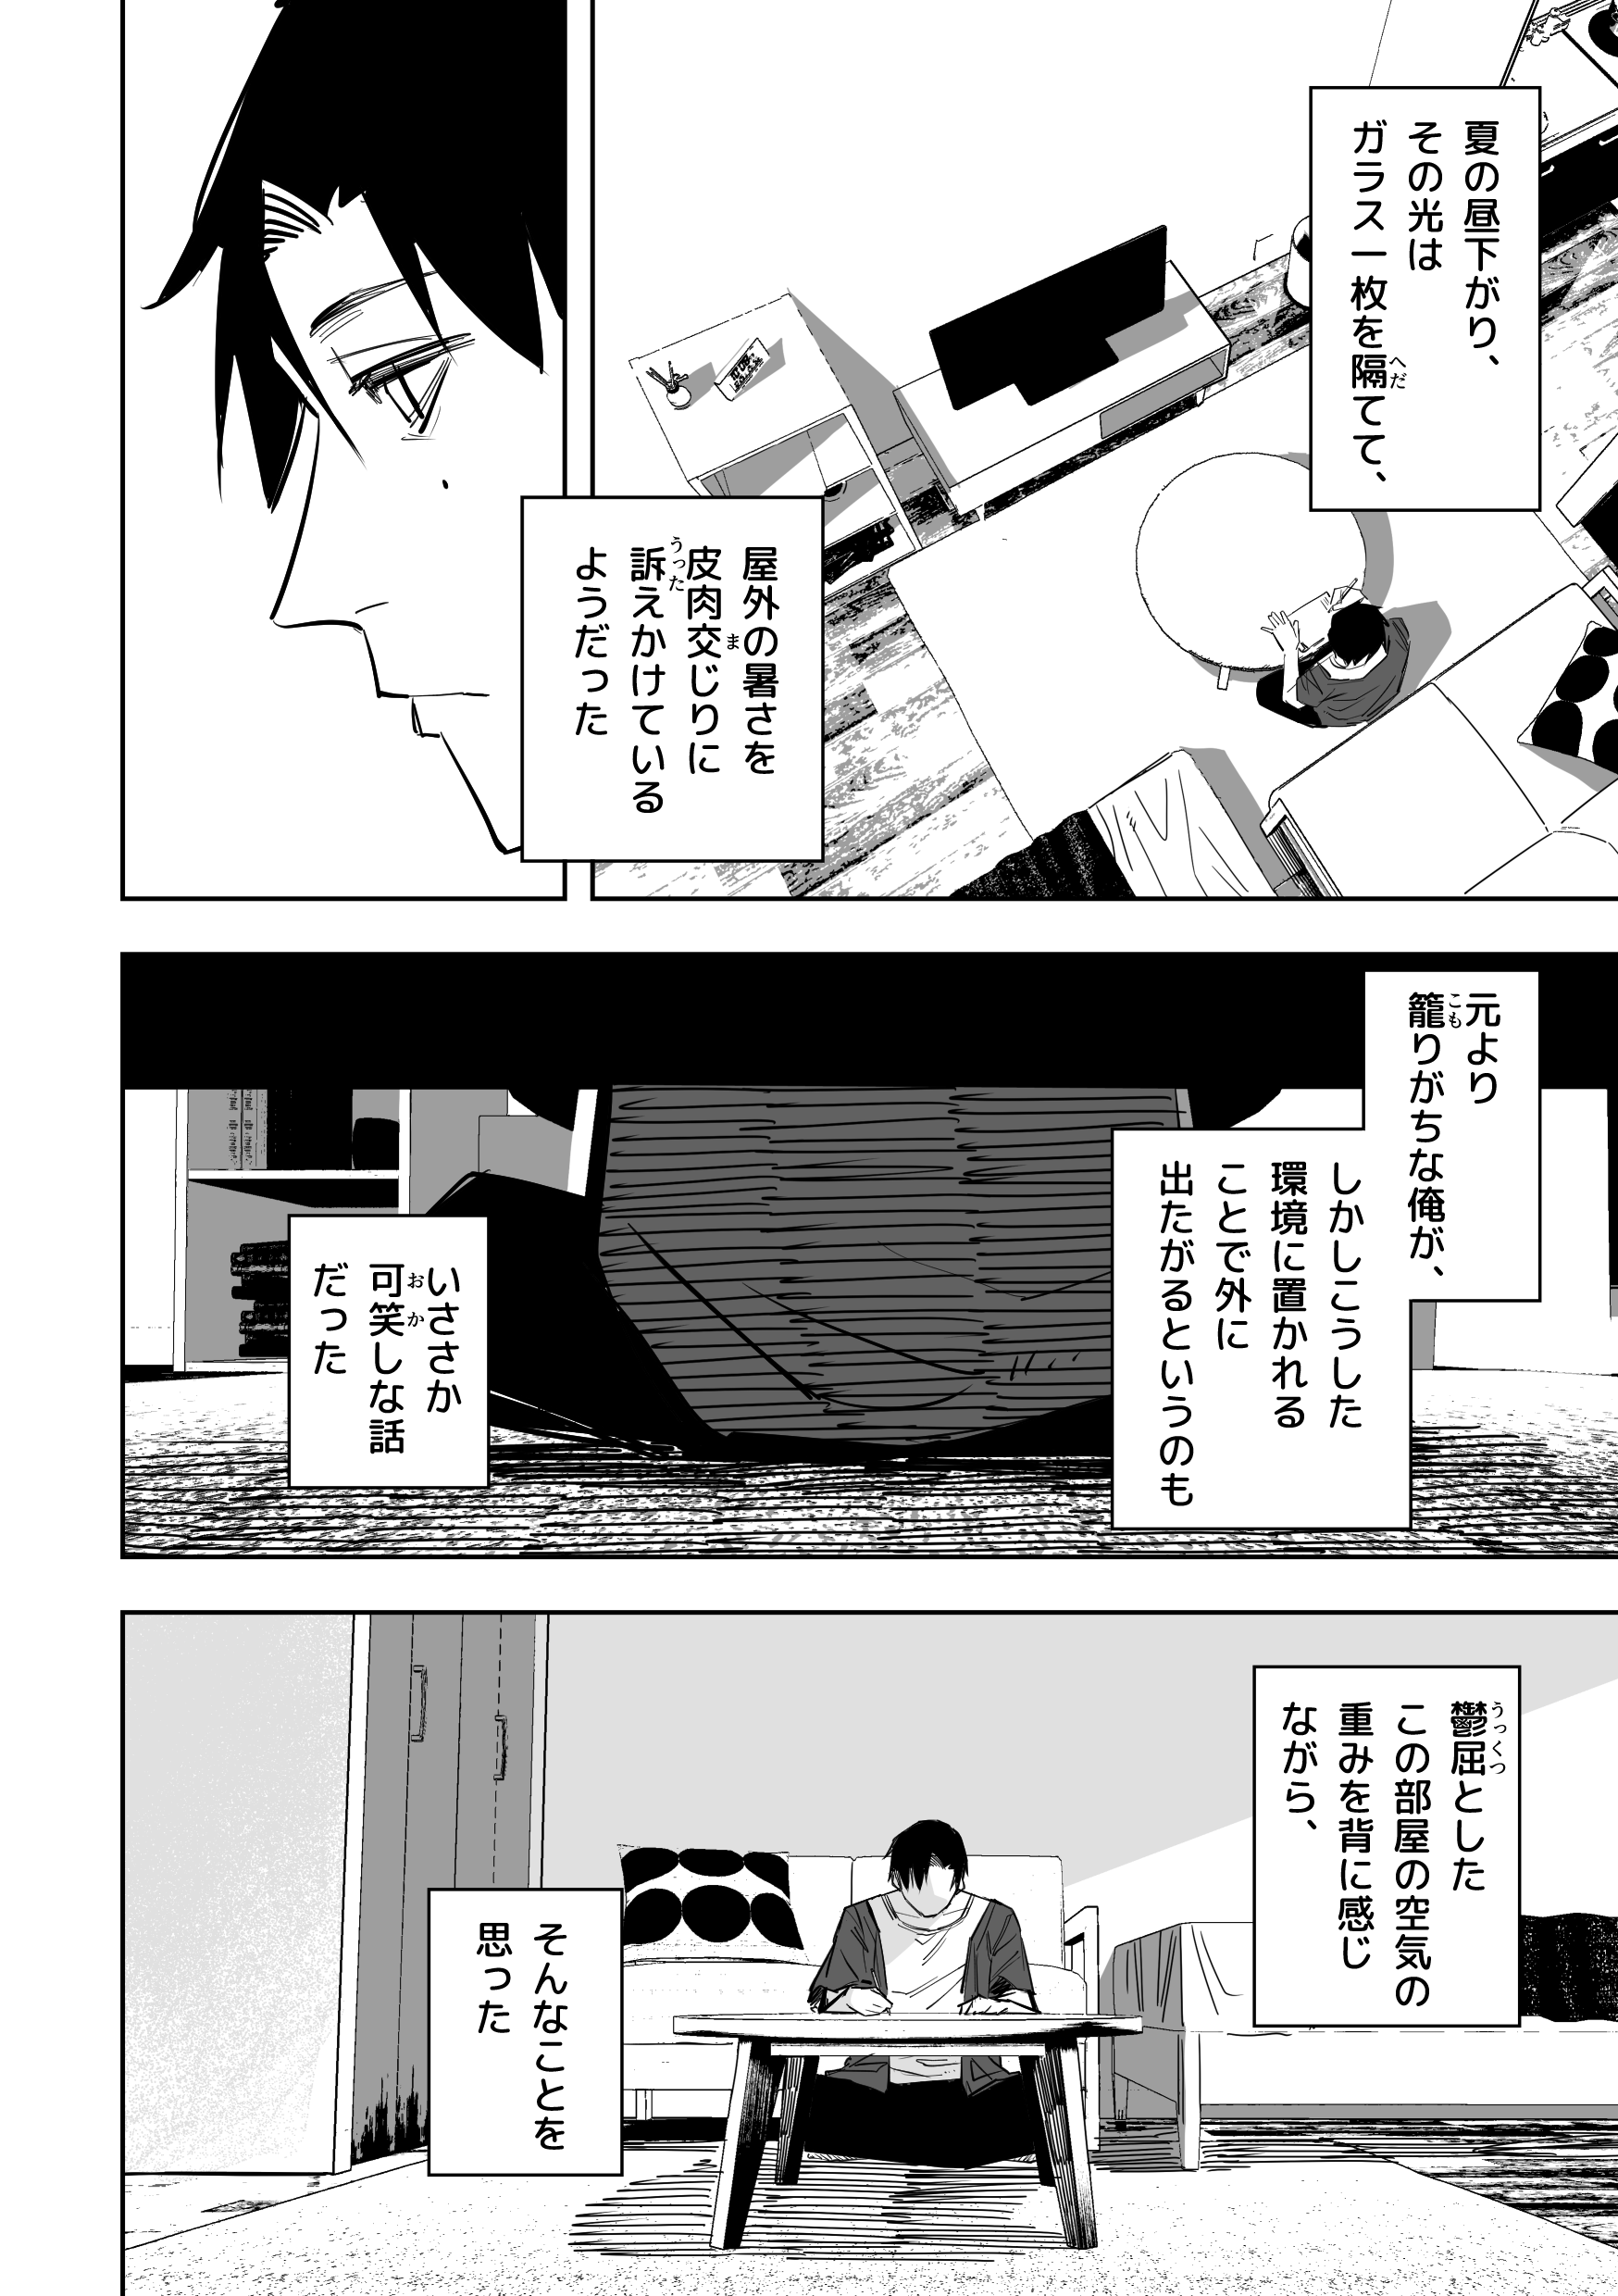 夏の昼下がり、
その光は
ガラス一枚を隔てて、
屋外の暑さを
皮肉交じりに
訴えかけている
ようだった
元より
籠りがちな俺が、
しかしこうした
環境に置かれる
ことで外に
出たがるというのも
いささか
可笑しな話
だった
鬱屈とした
この部屋の空気の
重みを背に感じ
ながら、
そんなことを
思った